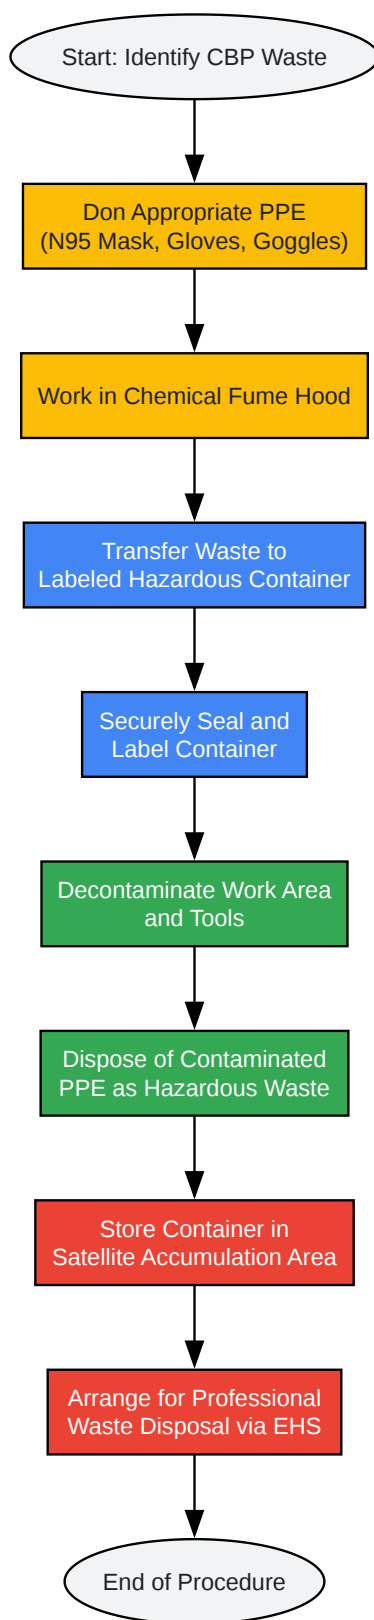 Start: Identify CBP Waste
Don Appropriate PPE
(N95 Mask, Gloves, Goggles)
Work in Chemical Fume Hood
Transfer Waste to
Labeled Hazardous Container
Securely Seal and
Label Container
Decontaminate Work Area
and Tools
Dispose of Contaminated
PPE as Hazardous Waste
Store Container in
Satellite Accumulation Area
Arrange for Professional
Waste Disposal via EHS
End of Procedure